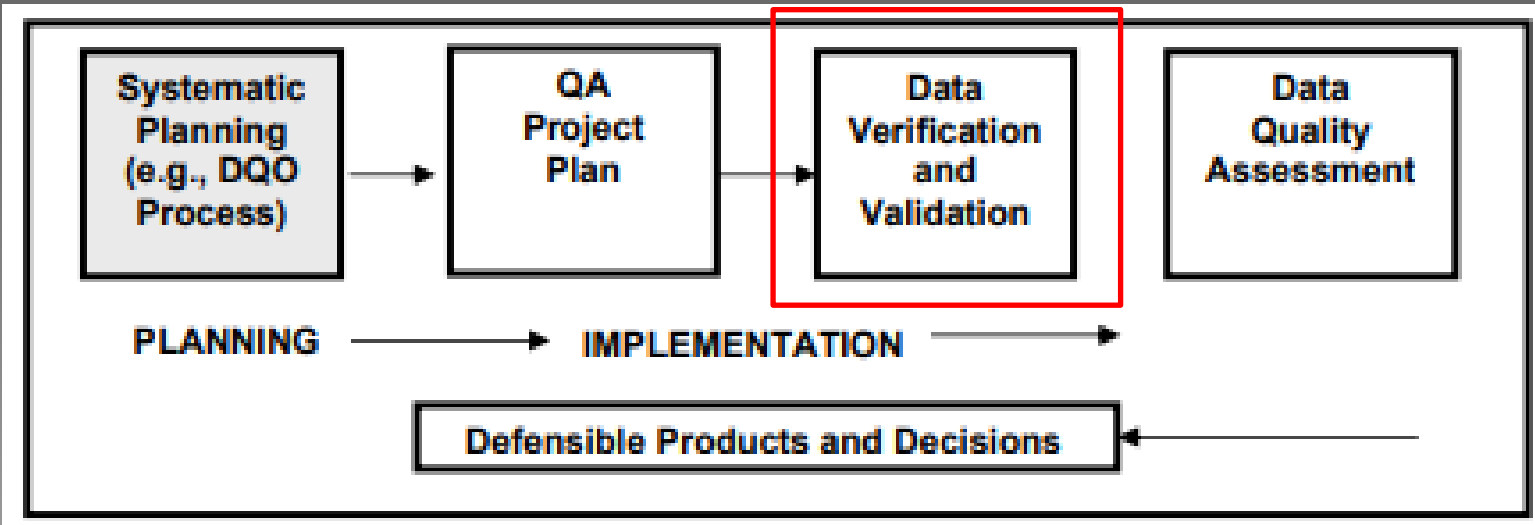 Systematic
Planning
(e.g., DQO
Process)
QA
Project
Plan
Data
Verification
and
Validation
Data
Quality
Assessment
PLANNING
IMPLEMENTATION
Defensible Products and Decisions